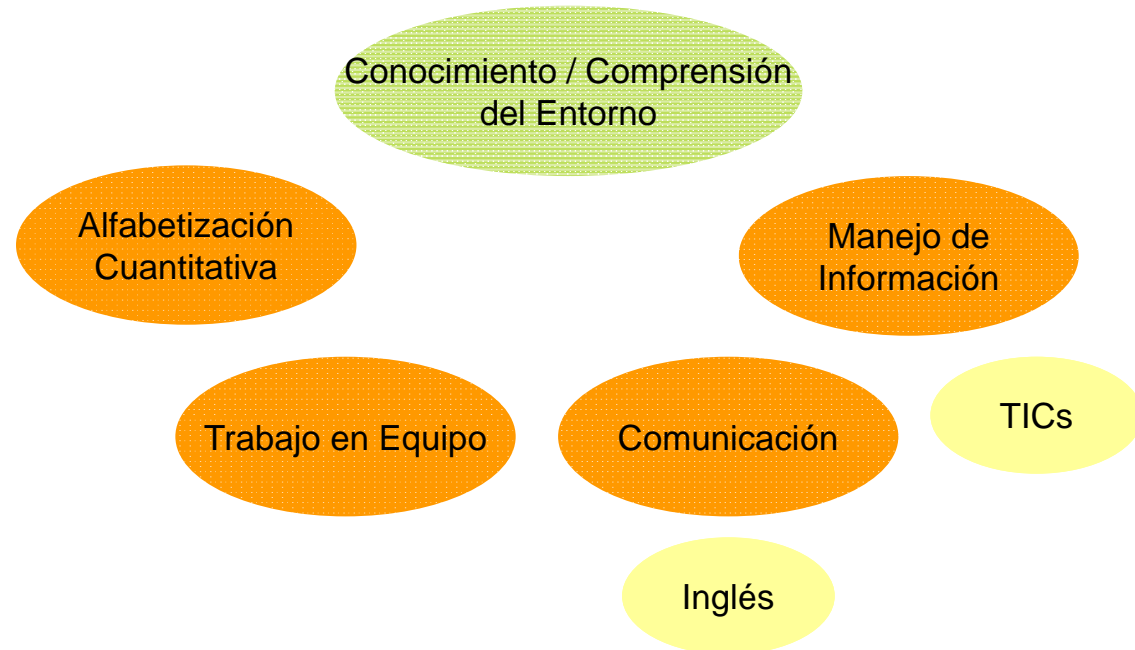 Conocimiento / Comprensión
del Entorno
Alfabetización
Cuantitativa
Manejo de
Información
Trabajo en Equipo
Comunicación
TICs
Inglés